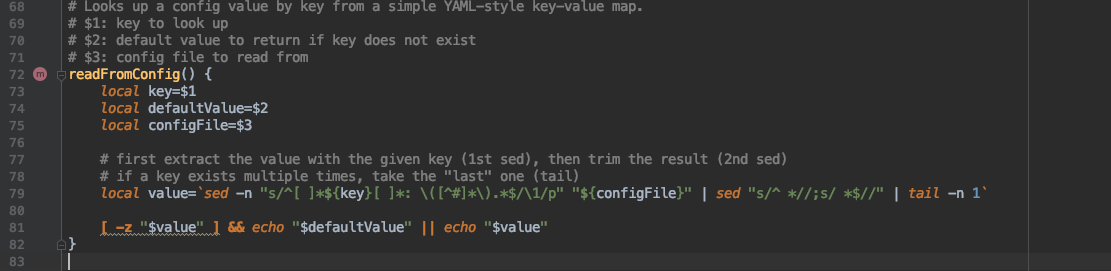 68 # Looks up a config value by key from a simple YAML-style key-value map.
69 # $1: key to look up
70 # $2: default value to return if key does not exist
71 # $3: config file to read from
72 m readFromConfig() {
73     local key=$1
74     local defaultValue=$2
75     local configFile=$3
76
77     # first extract the value with the given key (1st sed), then trim the result (2nd sed)
78     # if a key exists multiple times, take the "last" one (tail)
79     local value=`sed -n "s/^[ ]*${key}[ ]*: \([^#]*\).*$/\1/p" "${configFile}" | sed "s/^ *//;s/ *$//" | tail -n 1`
80
81     [ -z "$value" ] && echo "$defaultValue" || echo "$value"
82 }
83